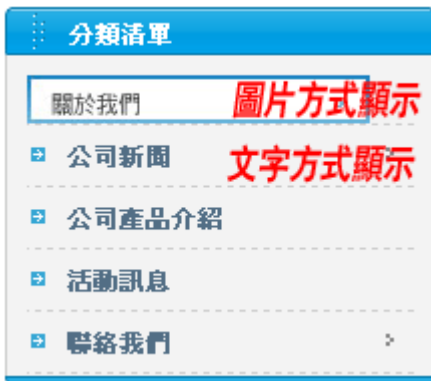 分類清單
關於我們 圖片方式顯示
公司新聞 文字方式顯示
公司產品介紹
活動訊息
聯絡我們